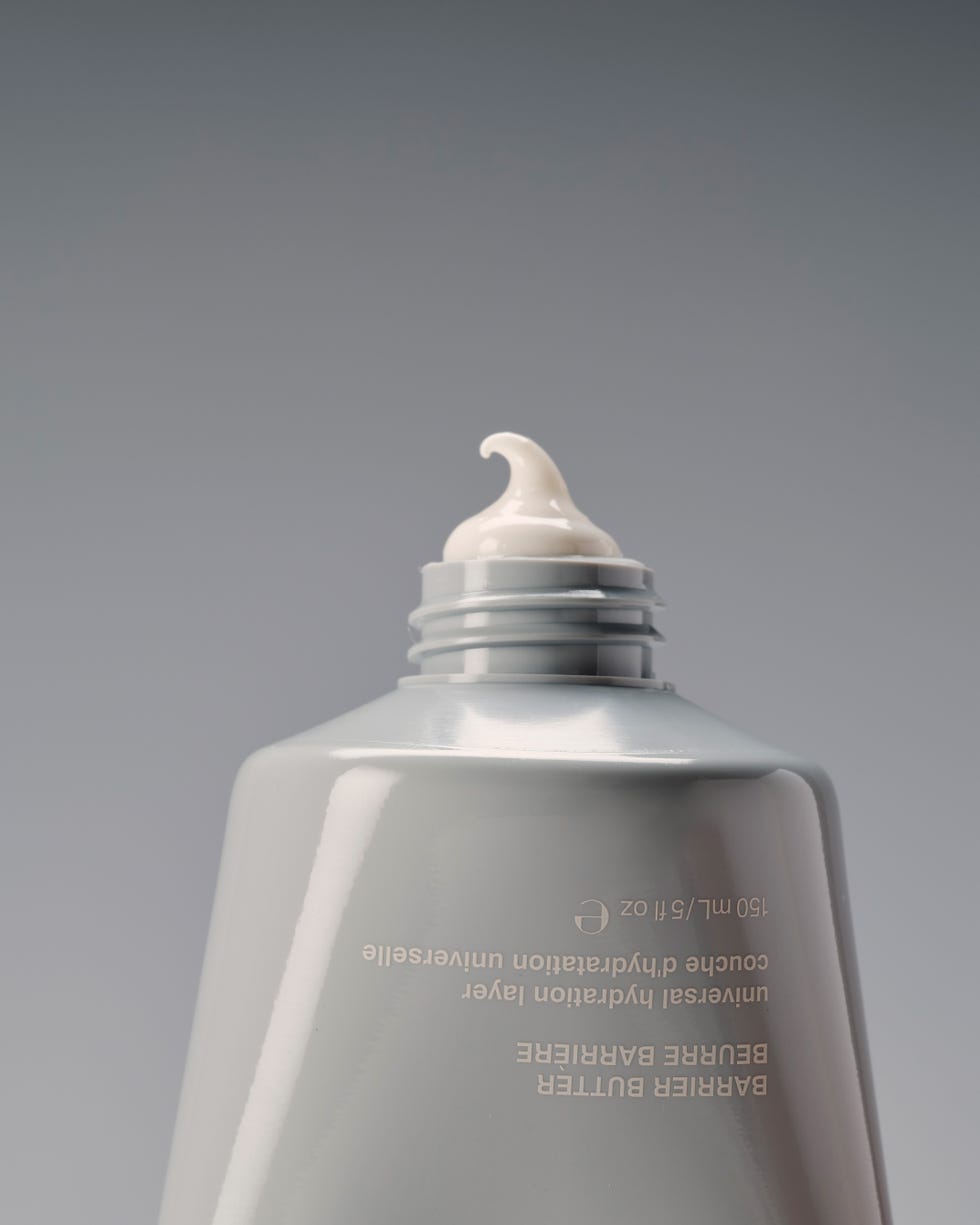 BARRIER BUTTER
BEURRE BARRIÈRE
universal hydration layer
couche d'hydratation universelle
150 mL/5 fl oz ℮